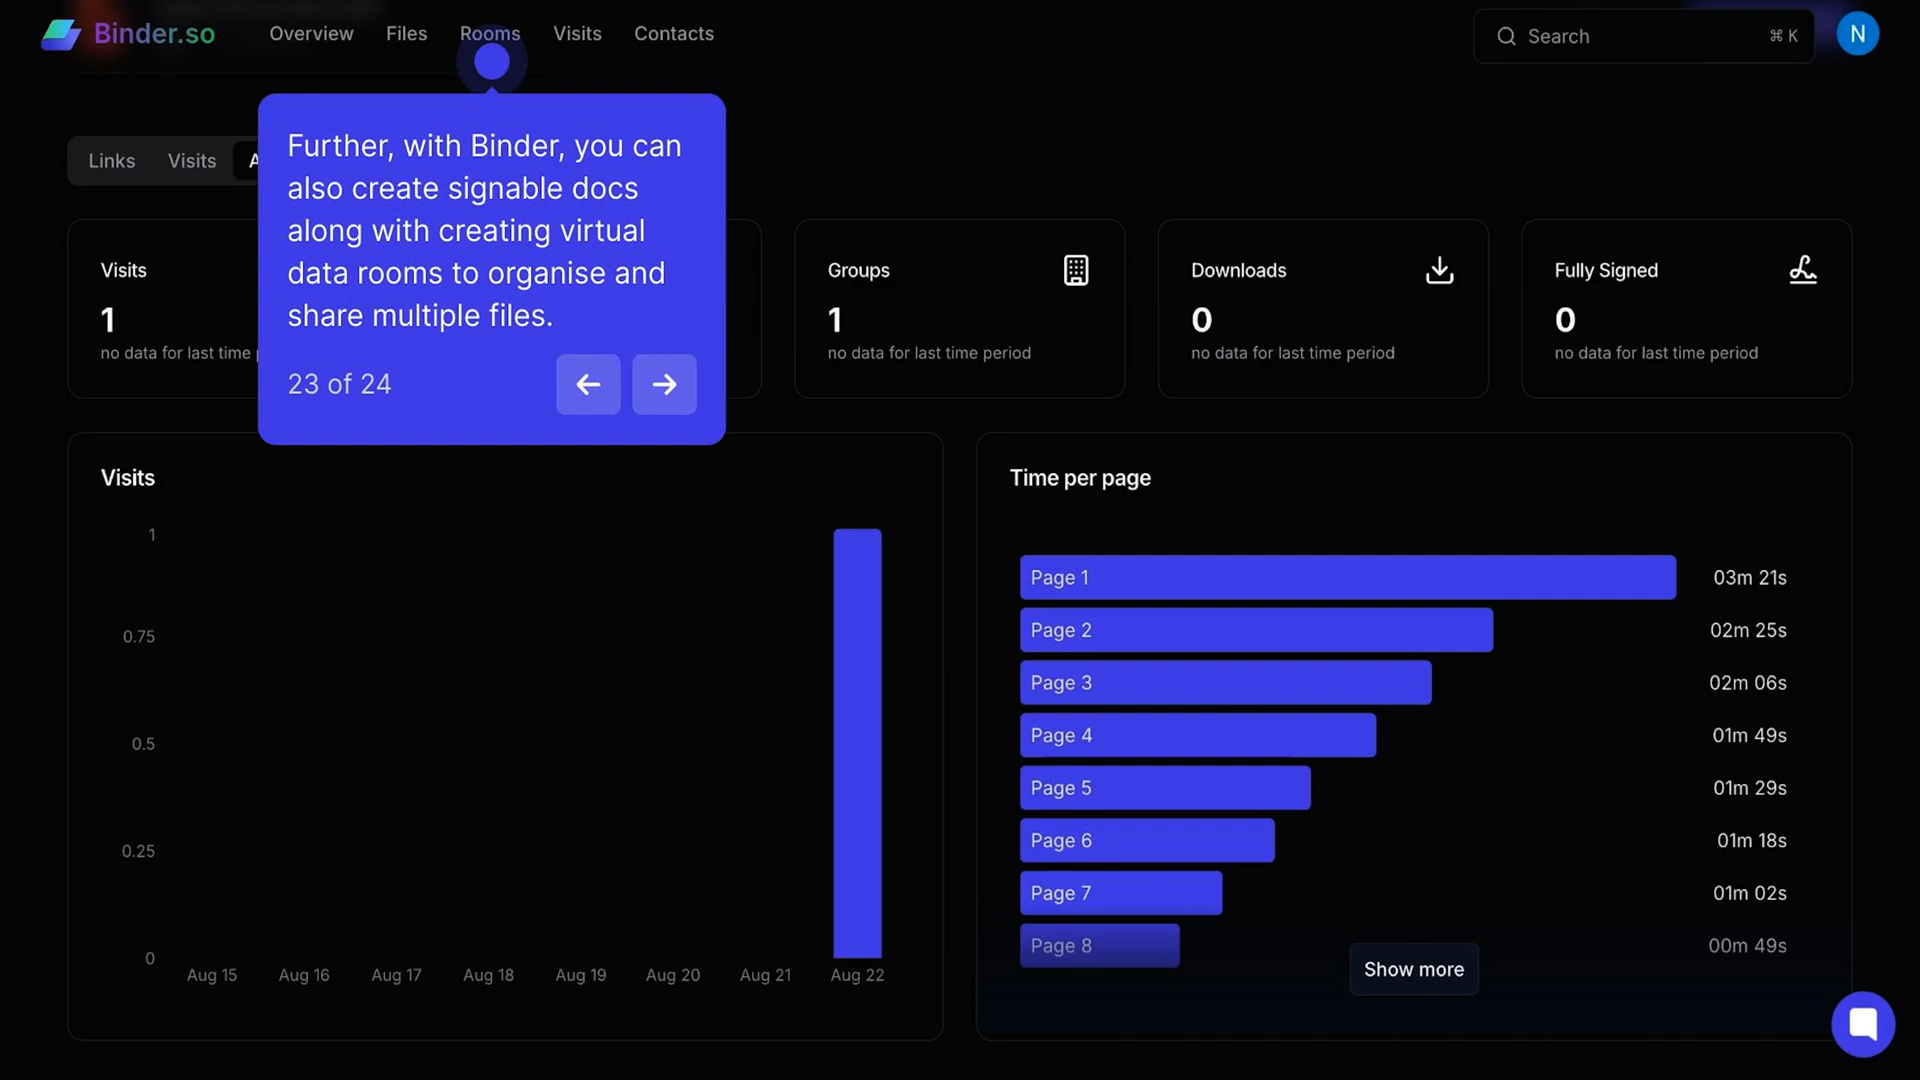 Binder.so
Overview
Files
Rooms
Visits
Contacts
Search
⌘ K
N
Further, with Binder, you can
also create signable docs
along with creating virtual
data rooms to organise and
share multiple files.
23 of 24
Links
Visits
A
Visits
1
no data for last time
Groups
1
no data for last time period
Downloads
0
no data for last time period
Fully Signed
0
no data for last time period
Visits
1
0.75
0.5
0.25
0
Aug 15
Aug 16
Aug 17
Aug 18
Aug 19
Aug 20
Aug 21
Aug 22
Time per page
Page 1
03m 21s
Page 2
02m 25s
Page 3
02m 06s
Page 4
01m 49s
Page 5
01m 29s
Page 6
01m 18s
Page 7
01m 02s
Page 8
00m 49s
Show more